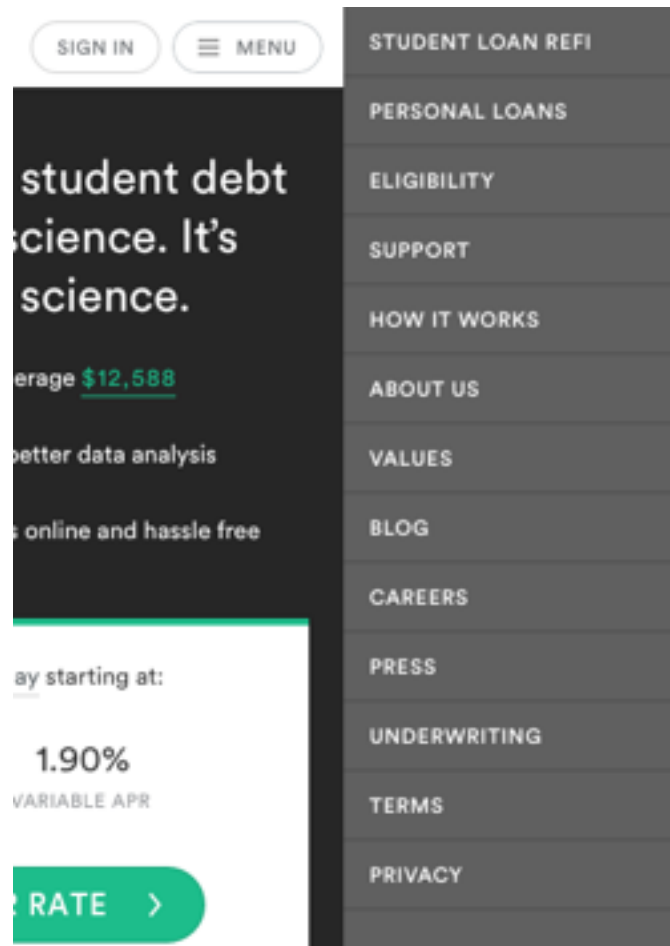 SIGN IN
MENU
student debt
science. It's
science.
erage $12,588
better data analysis
s online and hassle free
ay starting at:
1.90%
VARIABLE APR
R RATE
STUDENT LOAN REFI
PERSONAL LOANS
ELIGIBILITY
SUPPORT
HOW IT WORKS
ABOUT US
VALUES
BLOG
CAREERS
PRESS
UNDERWRITING
TERMS
PRIVACY